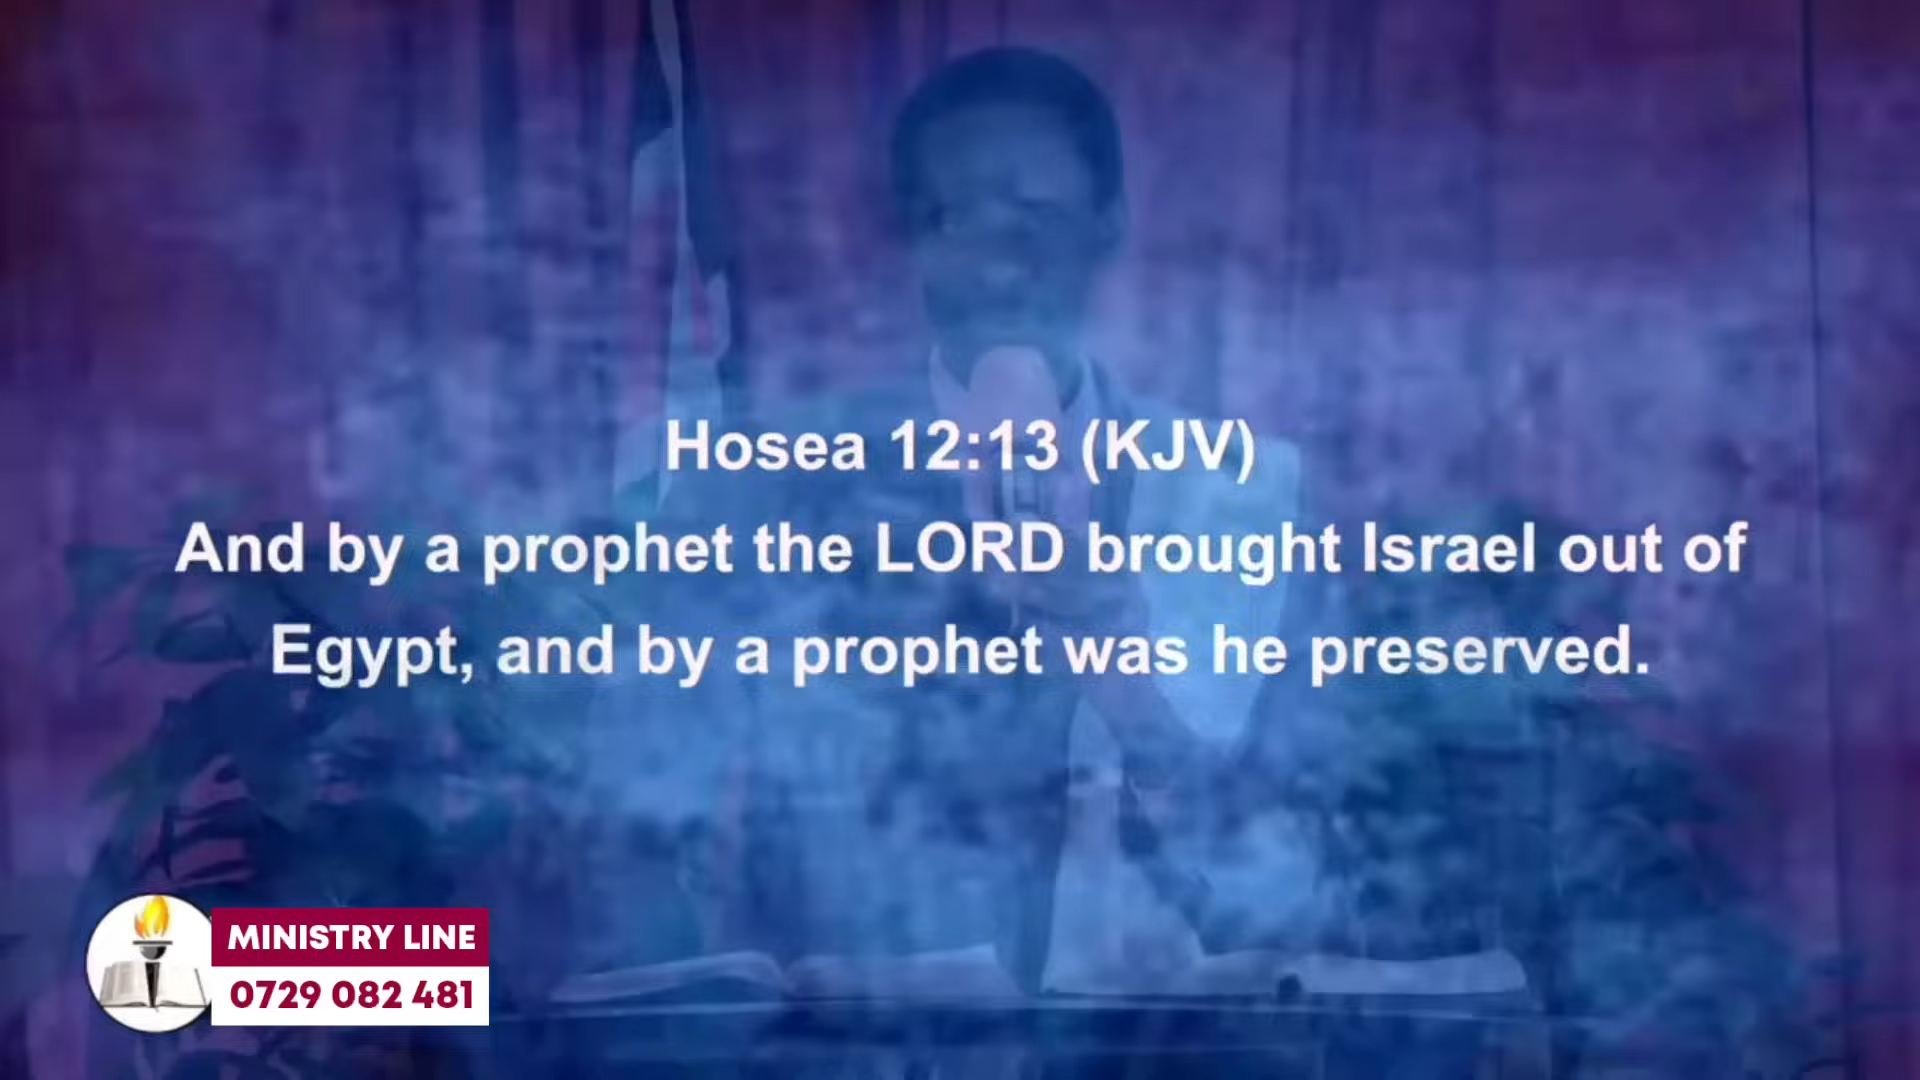 Hosea 12:13 (KJV)
And by a prophet the LORD brought Israel out of
Egypt, and by a prophet was he preserved.
MINISTRY LINE
0729 082 481